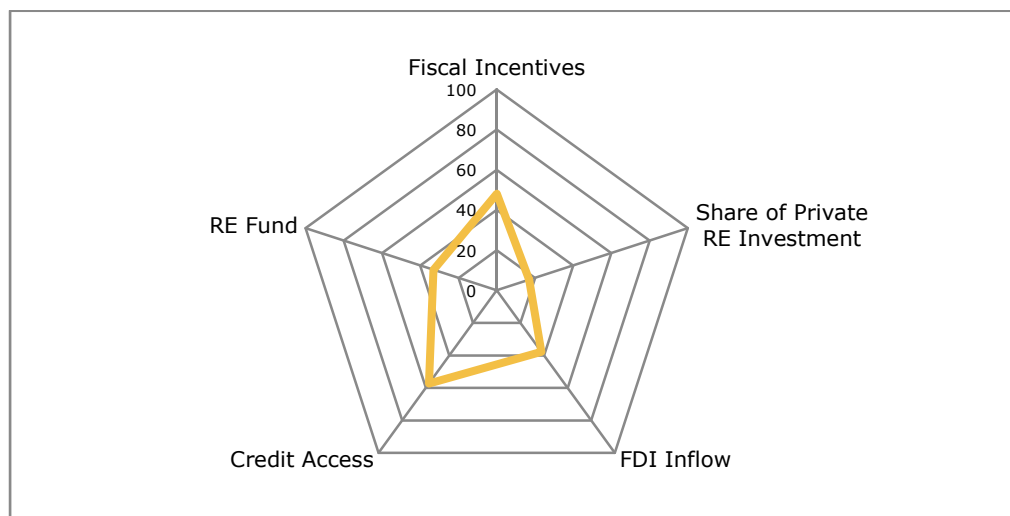 Fiscal Incentives
100
80
60
40
20
0
Share of Private
RE Investment
RE Fund
Credit Access
FDI Inflow